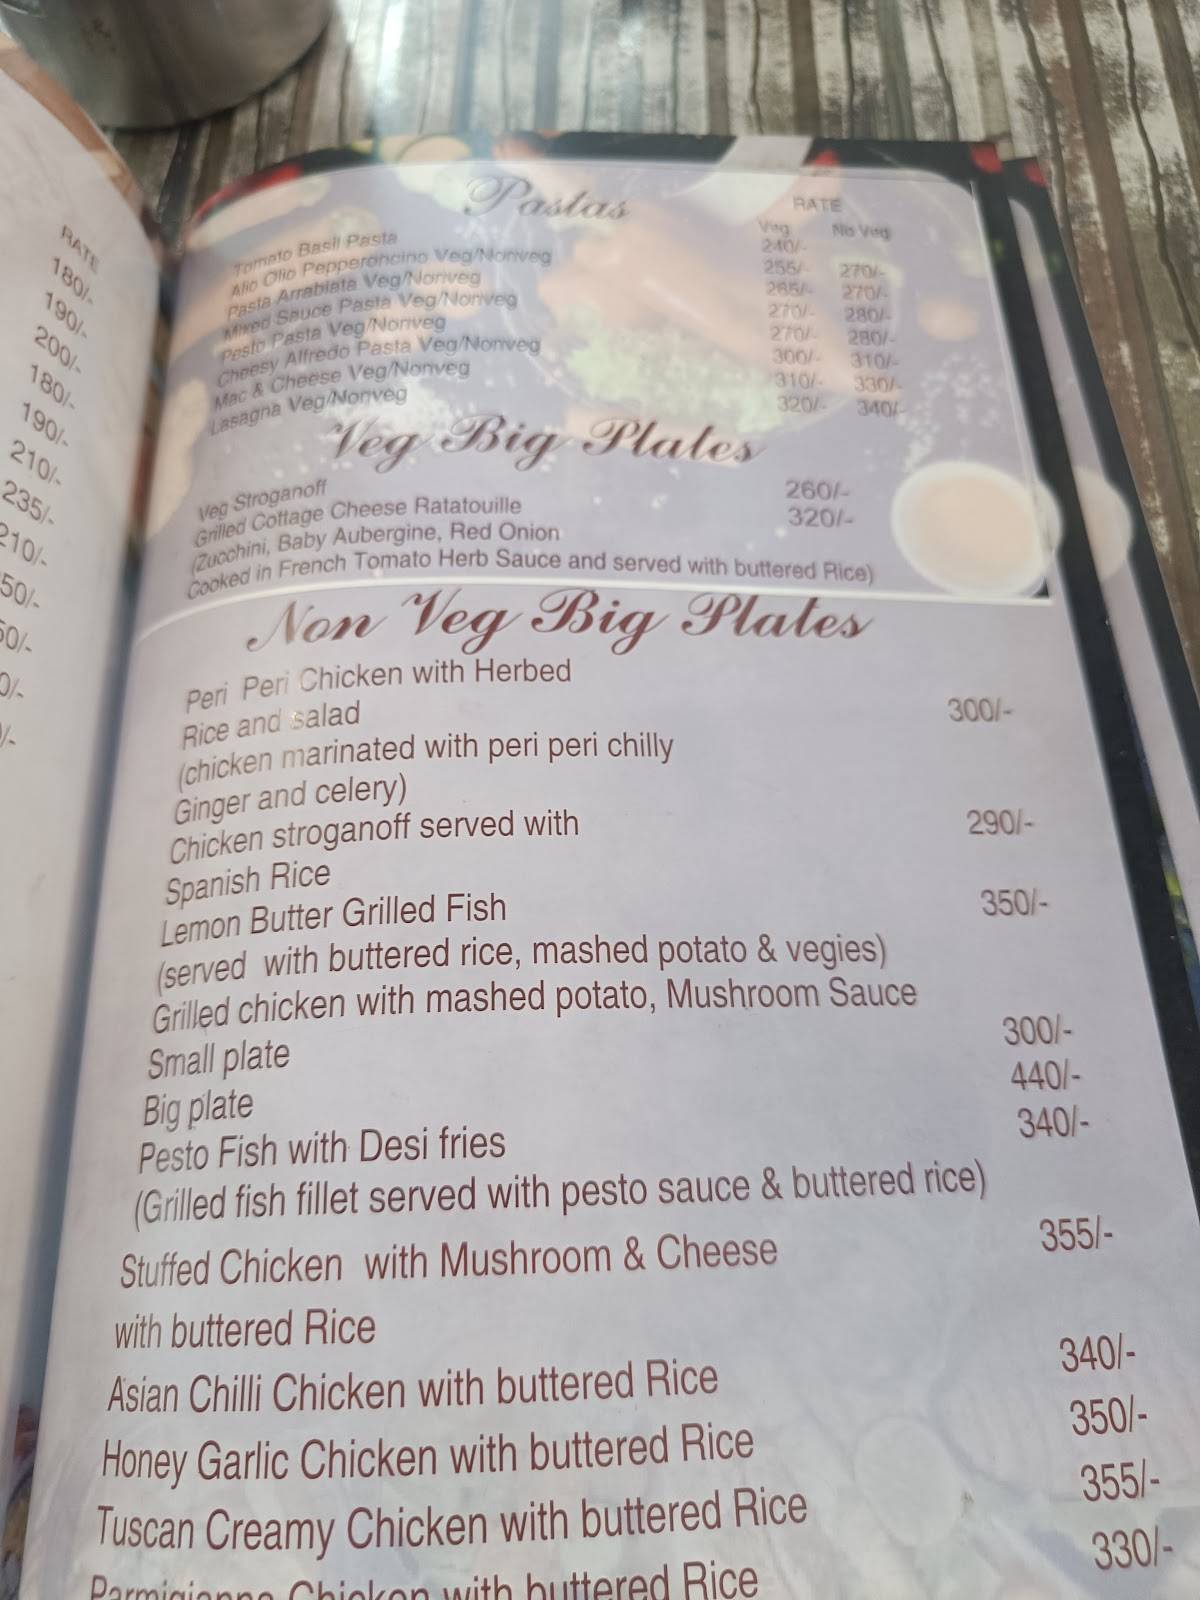 RATE
180/-
190/-
200/-
180/-
190/-
210/-
235/-
210/-
50/-
50/-
0/-
/-
Pastas
RATE
Veg No Veg
Tomato Basil Pasta 240/-
Alio Olio Pepperoncino Veg/Nonveg 255/- 270/-
Pasta Arrabiata Veg/Nonveg 265/- 270/-
Mixed Sauce Pasta Veg/Nonveg 270/- 280/-
Pesto Pasta Veg/Nonveg 270/- 280/-
Cheesy Alfredo Pasta Veg/Nonveg 300/- 310/-
Mac & Cheese Veg/Nonveg 310/- 330/-
Lasagna Veg/Nonveg 320/- 340/-
Veg Big Plates
Veg Stroganoff 260/-
Grilled Cottage Cheese Ratatouille 320/-
(Zucchini, Baby Aubergine, Red Onion
Cooked in French Tomato Herb Sauce and served with buttered Rice)
Non Veg Big Plates
Peri Peri Chicken with Herbed
Rice and salad 300/-
(chicken marinated with peri peri chilly
Ginger and celery)
Chicken stroganoff served with 290/-
Spanish Rice
Lemon Butter Grilled Fish 350/-
(served with buttered rice, mashed potato & vegies)
Grilled chicken with mashed potato, Mushroom Sauce
Small plate 300/-
Big plate 440/-
Pesto Fish with Desi fries 340/-
(Grilled fish fillet served with pesto sauce & buttered rice)
Stuffed Chicken with Mushroom & Cheese 355/-
with buttered Rice
Asian Chilli Chicken with buttered Rice 340/-
Honey Garlic Chicken with buttered Rice 350/-
Tuscan Creamy Chicken with buttered Rice 355/-
Parmigianno Chicken with buttered Rice 330/-